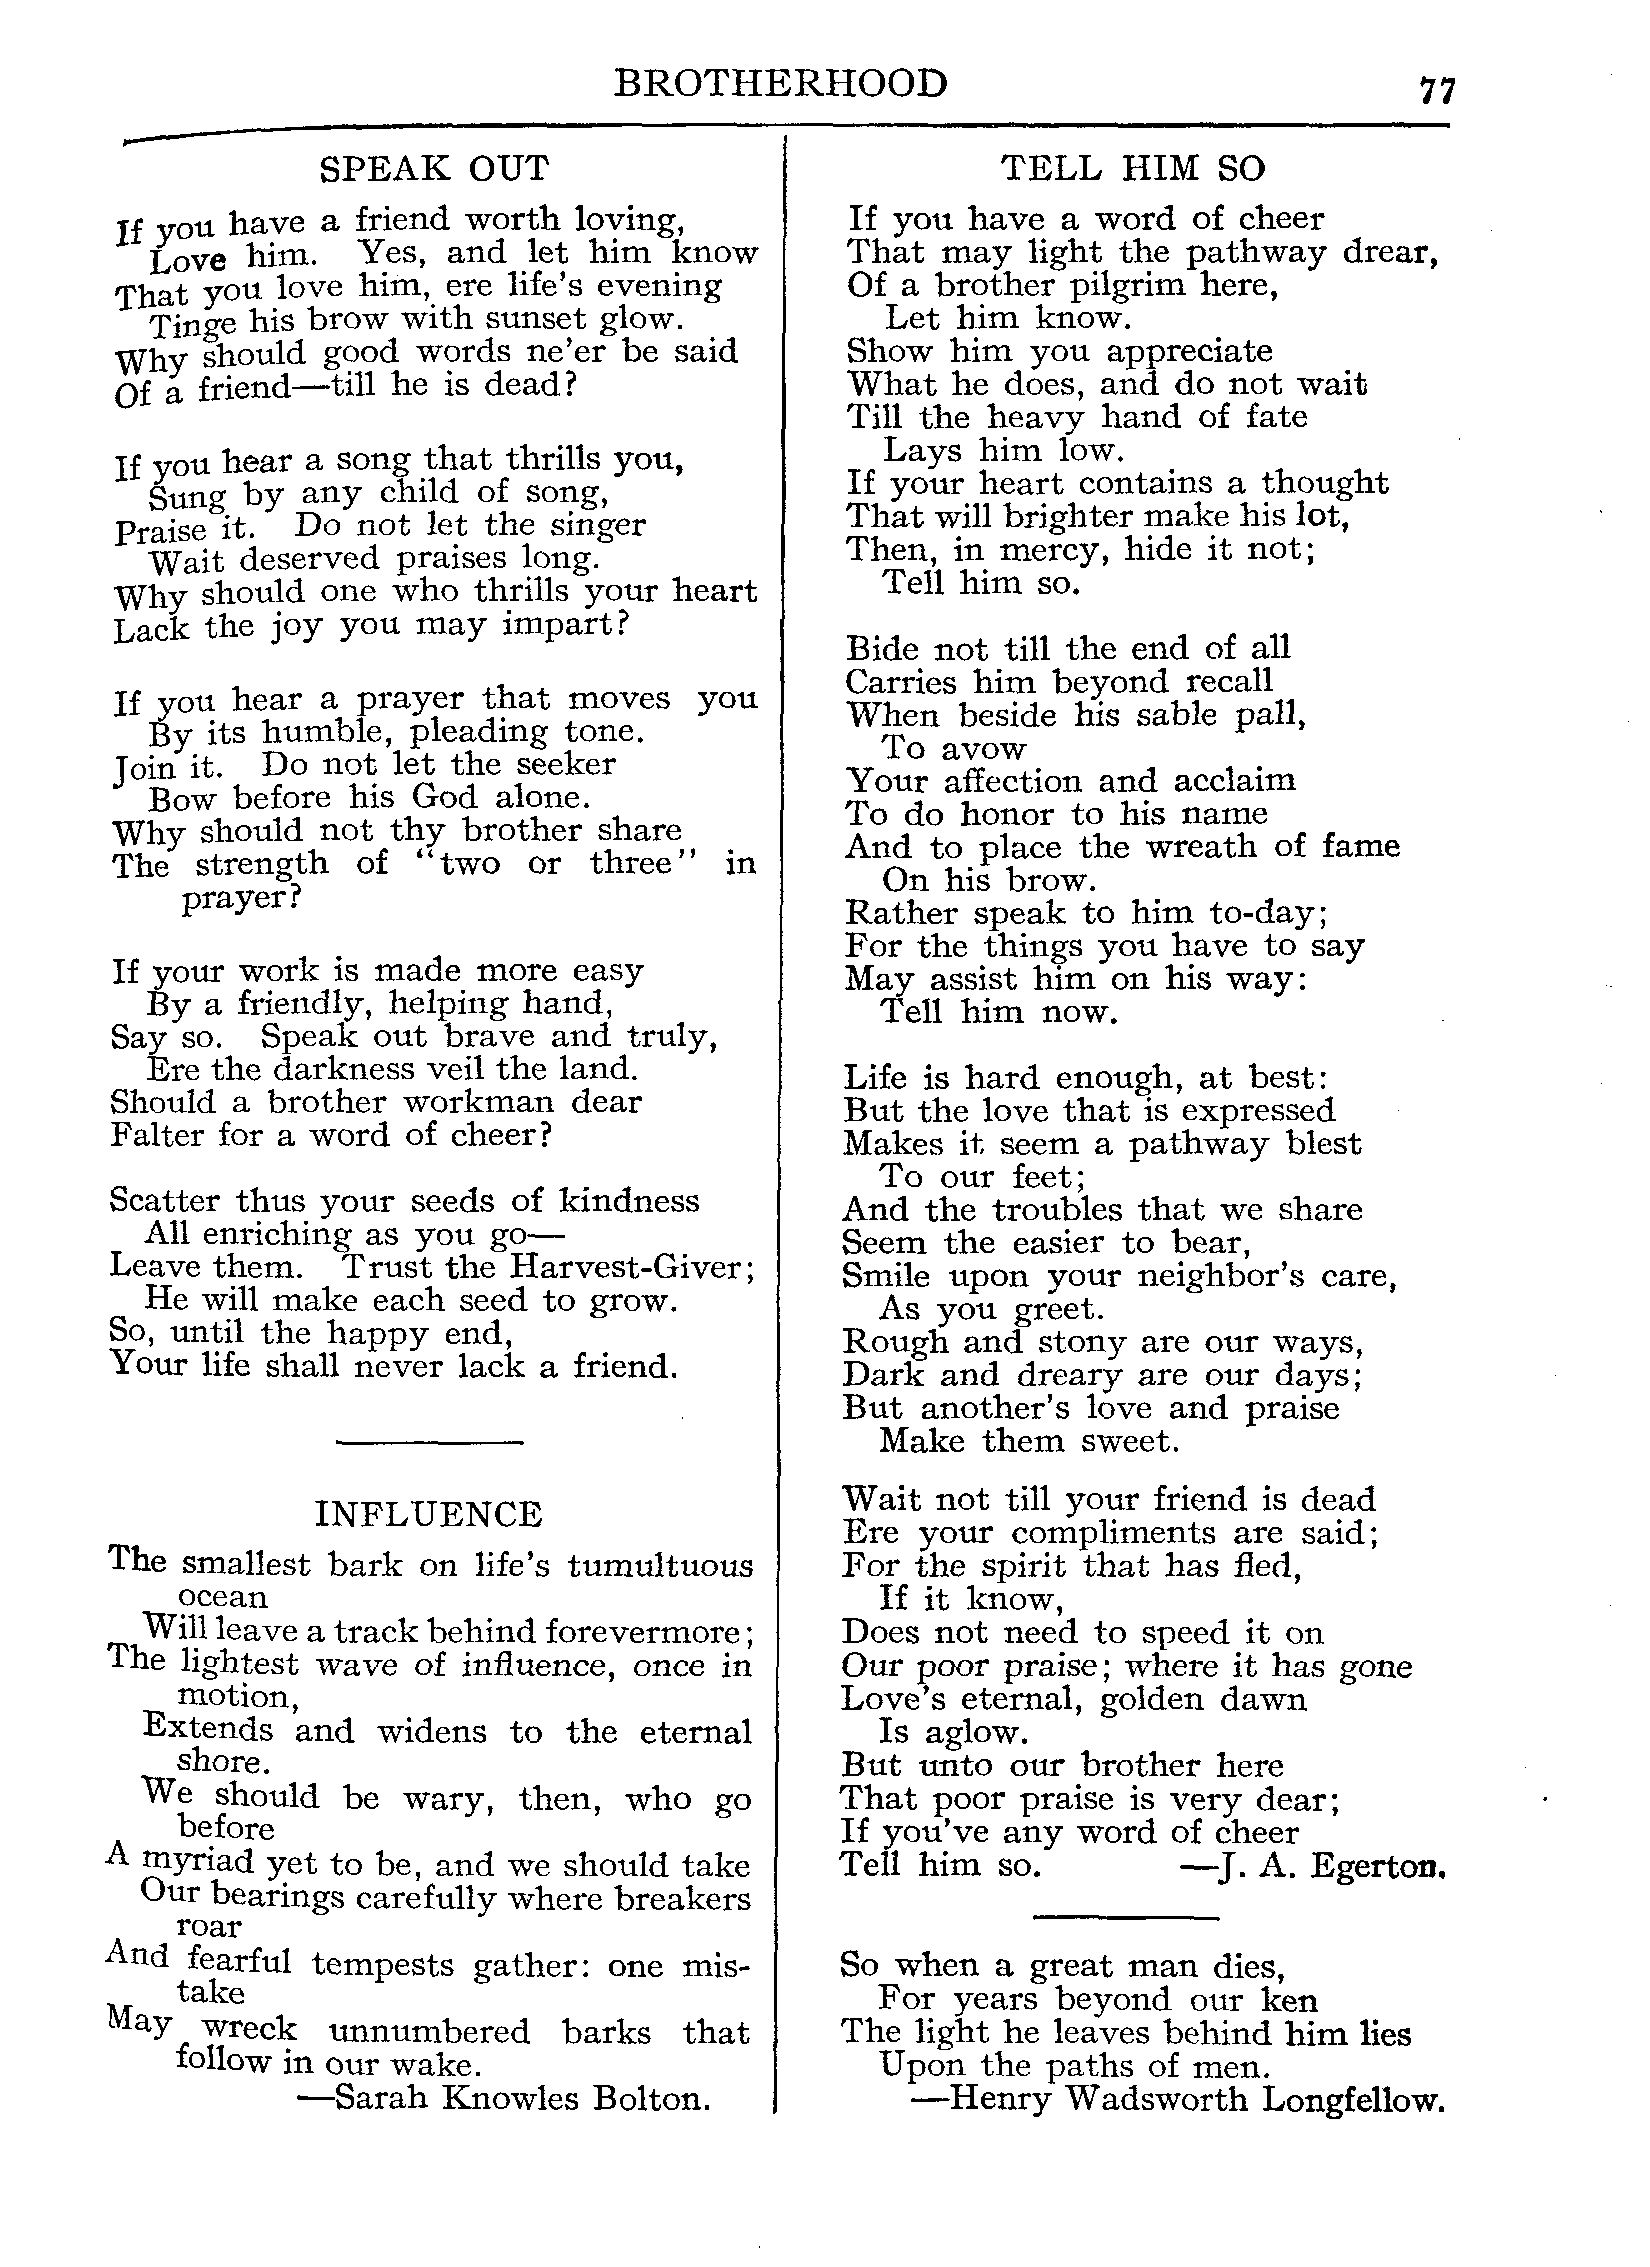 BROTHERHOOD
77
SPEAK OUT
If you have a friend worth loving,
Love him. Yes, and let him know
That you love him, ere life's evening
Tinge his brow with sunset glow.
Why should good words ne'er be said
Of a friend—till he is dead?
If you hear a song that thrills you,
Sung by any child of song,
Praise it. Do not let the singer
Wait deserved praises long.
Why should one who thrills your heart
Lack the joy you may impart?
If you hear a prayer that moves you
By its humble, pleading tone.
Join it. Do not let the seeker
Bow before his God alone.
Why should not thy brother share
The strength of "two or three" in
prayer?
If your work is made more easy
By a friendly, helping hand,
Say so. Speak out brave and truly,
Ere the darkness veil the land.
Should a brother workman dear
Falter for a word of cheer?
Scatter thus your seeds of kindness
All enriching as you go—
Leave them. Trust the Harvest-Giver;
He will make each seed to grow.
So, until the happy end,
Your life shall never lack a friend.
INFLUENCE
The smallest bark on life's tumultuous
ocean
Will leave a track behind forevermore;
The lightest wave of influence, once in
motion,
Extends and widens to the eternal
shore.
We should be wary, then, who go
before
A myriad yet to be, and we should take
Our bearings carefully where breakers
roar
And fearful tempests gather: one mis-
take
May wreck unnumbered barks that
follow in our wake.
—Sarah Knowles Bolton.
TELL HIM SO
If you have a word of cheer
That may light the pathway drear,
Of a brother pilgrim here,
Let him know.
Show him you appreciate
What he does, and do not wait
Till the heavy hand of fate
Lays him low.
If your heart contains a thought
That will brighter make his lot,
Then, in mercy, hide it not;
Tell him so.
Bide not till the end of all
Carries him beyond recall
When beside his sable pall,
To avow
Your affection and acclaim
To do honor to his name
And to place the wreath of fame
On his brow.
Rather speak to him to-day;
For the things you have to say
May assist him on his way:
Tell him now.
Life is hard enough, at best:
But the love that is expressed
Makes it seem a pathway blest
To our feet;
And the troubles that we share
Seem the easier to bear,
Smile upon your neighbor's care,
As you greet.
Rough and stony are our ways,
Dark and dreary are our days;
But another's love and praise
Make them sweet.
Wait not till your friend is dead
Ere your compliments are said;
For the spirit that has fled,
If it know,
Does not need to speed it on
Our poor praise; where it has gone
Love's eternal, golden dawn
Is aglow.
But unto our brother here
That poor praise is very dear;
If you've any word of cheer
Tell him so. —J. A. Egerton.
So when a great man dies,
For years beyond our ken
The light he leaves behind him lies
Upon the paths of men.
—Henry Wadsworth Longfellow.